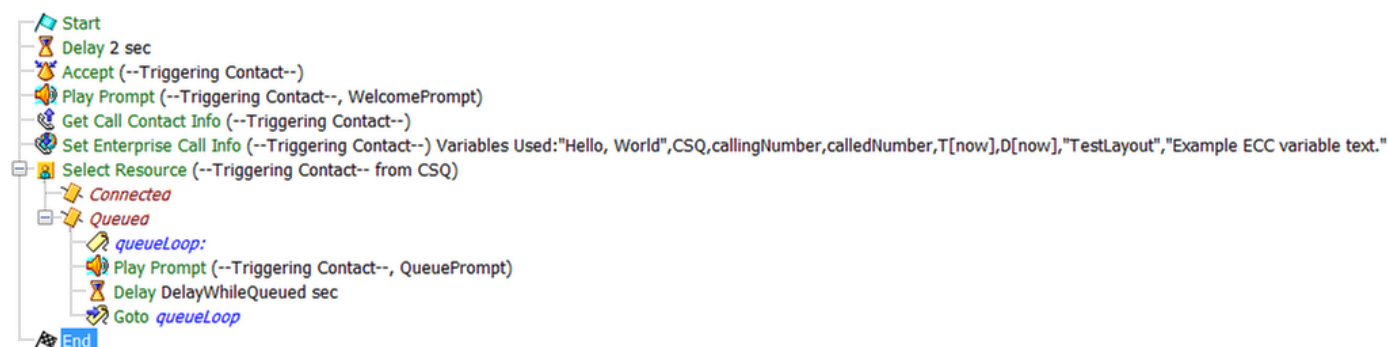 Start
Delay 2 sec
Accept (--Triggering Contact--)
Play Prompt (--Triggering Contact--, WelcomePrompt)
Get Call Contact Info (--Triggering Contact--)
Set Enterprise Call Info (--Triggering Contact--) Variables Used:"Hello, World",CSQ,callingNumber,calledNumber,T[now],D[now],"TestLayout","Example ECC variable text."
Select Resource (--Triggering Contact-- from CSQ)
Connected
Queued
queueLoop:
Play Prompt (--Triggering Contact--, QueuePrompt)
Delay DelayWhileQueued sec
Goto queueLoop
End